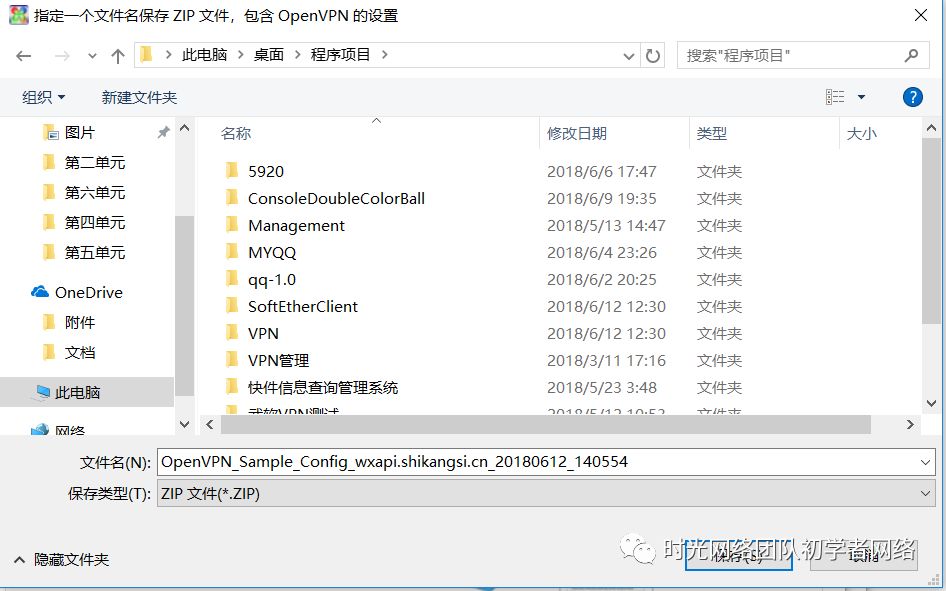 指定一个文件名保存 ZIP 文件，包含 OpenVPN 的设置
此电脑 > 桌面 > 程序项目 >
搜索"程序项目"
组织 新建文件夹
图片
第二单元
第六单元
第四单元
第五单元
OneDrive
附件
文档
此电脑
网络
名称 修改日期 类型 大小
5920 2018/6/6 17:47 文件夹
ConsoleDoubleColorBall 2018/6/9 19:35 文件夹
Management 2018/5/13 14:47 文件夹
MYQQ 2018/6/4 23:26 文件夹
qq-1.0 2018/6/2 20:25 文件夹
SoftEtherClient 2018/6/12 12:30 文件夹
VPN 2018/6/12 12:30 文件夹
VPN管理 2018/3/11 17:16 文件夹
快件信息查询管理系统 2018/5/23 3:48 文件夹
文件名(N): OpenVPN_Sample_Config_wxapi.shikangsi.cn_20180612_140554
保存类型(T): ZIP 文件(*.ZIP)
隐藏文件夹
保存(S) 取消
时光网络团队初学者网络